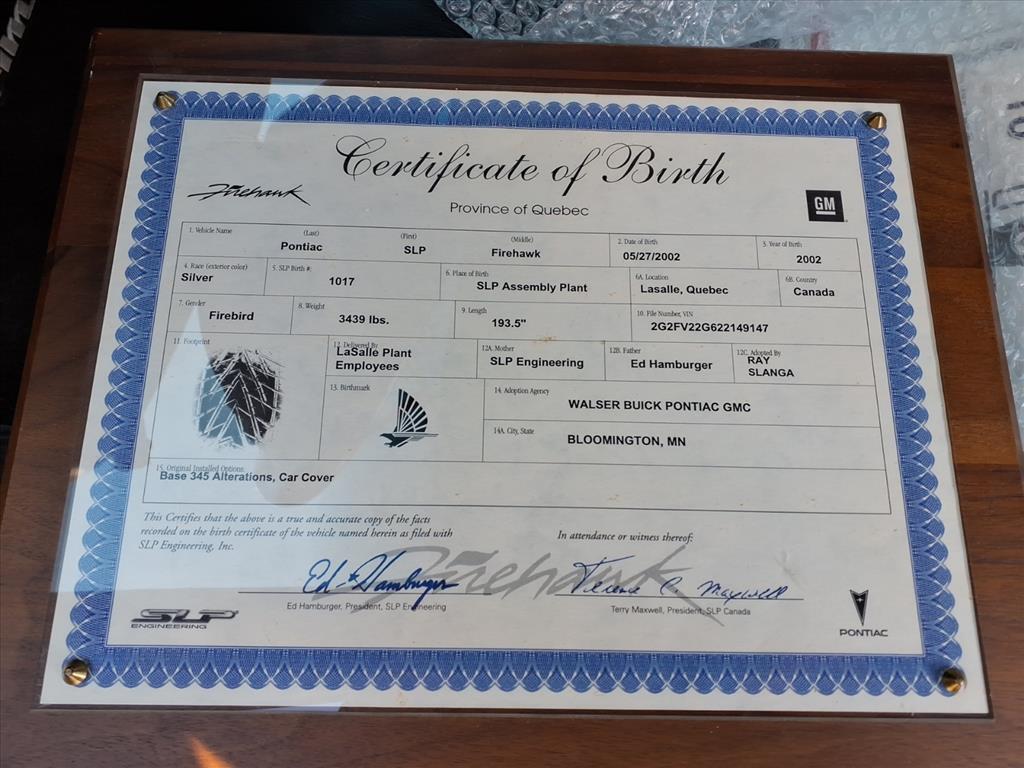 Certificate of Birth
Firehawk
Province of Quebec
GM
1. Vehicle Name (Last) (First) (Middle) 2. Date of Birth 3. Year of Birth
Pontiac SLP Firehawk 05/27/2002 2002
4. Race (exterior color) 5. SLP Birth #: 6. Place of Birth 6A. Location 6B. Country
Silver 1017 SLP Assembly Plant Lasalle, Quebec Canada
7. Gender 8. Weight 9. Length 10. File Number, VIN
Firebird 3439 lbs. 193.5" 2G2FV22G622149147
11. Footprint 12. Delivered By 12A. Mother 12B. Father 12C. Adopted By
LaSalle Plant SLP Engineering Ed Hamburger RAY
Employees SLANGA
13. Birthmark 14. Adoption Agency
WALSER BUICK PONTIAC GMC
14A. City, State
BLOOMINGTON, MN
15. Original Installed Options
Base 345 Alterations, Car Cover
This Certifies that the above is a true and accurate copy of the facts
recorded on the birth certificate of the vehicle named herein as filed with
SLP Engineering, Inc.
In attendance or witness thereof:
Firehawk
Ed Hamburger Terence C Maxwell
Ed Hamburger, President, SLP Engineering Terry Maxwell, President, SLP Canada
SLP
ENGINEERING
PONTIAC